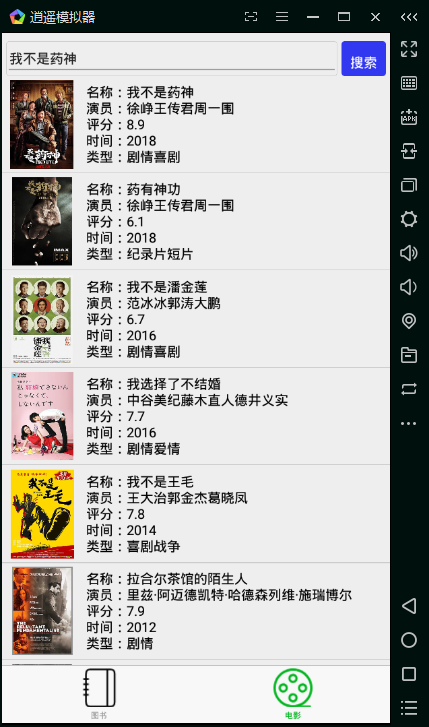 逍遥模拟器
我不是药神
搜索
名称：我不是药神
演员：徐峥王传君周一围
评分：8.9
时间：2018
类型：剧情喜剧
名称：药有神功
演员：徐峥王传君周一围
评分：6.1
时间：2018
类型：纪录片短片
名称：我不是潘金莲
演员：范冰冰郭涛大鹏
评分：6.7
时间：2016
类型：剧情喜剧
名称：我选择了不结婚
演员：中谷美纪藤木直人德井义实
评分：7.7
时间：2016
类型：剧情爱情
名称：我不是王毛
演员：王大治郭金杰葛晓凤
评分：7.8
时间：2014
类型：喜剧战争
名称：拉合尔茶馆的陌生人
演员：里兹·阿迈德凯特·哈德森列维·施瑞博尔
评分：7.9
时间：2012
类型：剧情
图书
电影